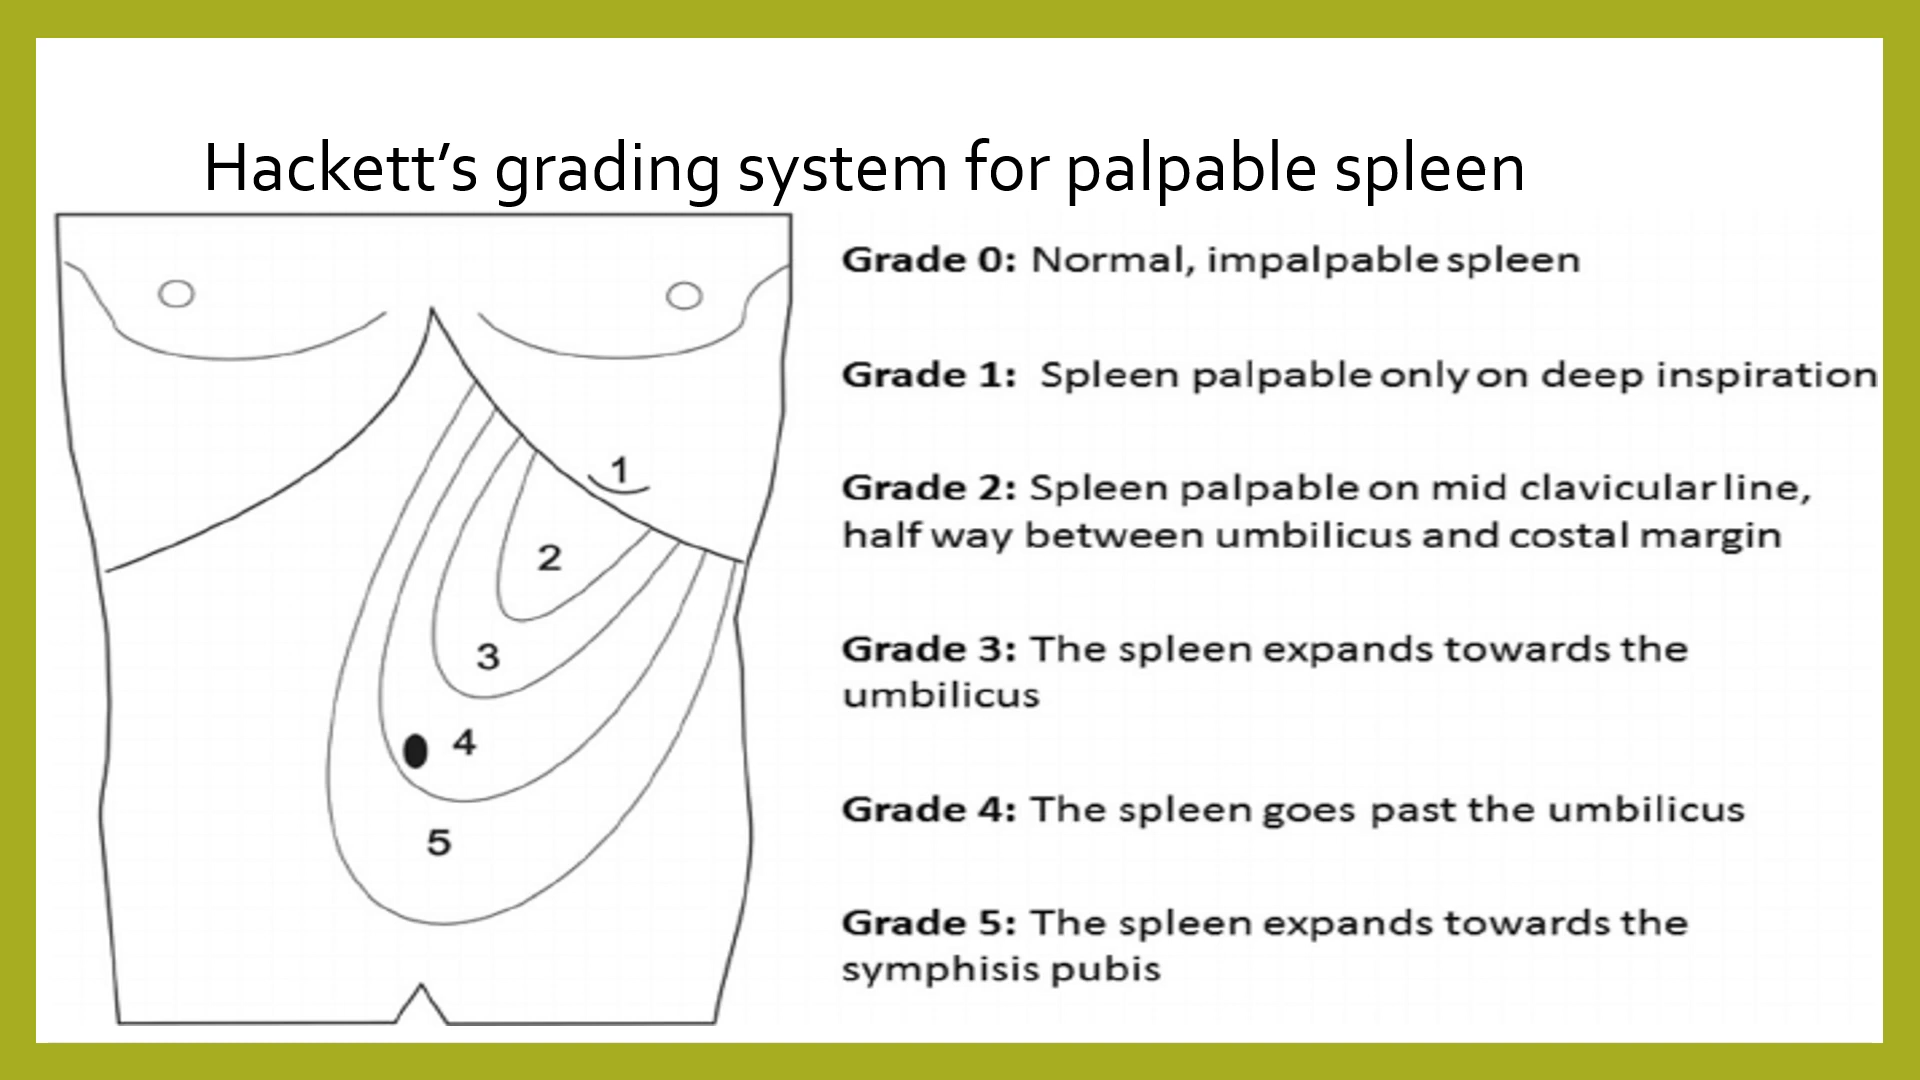 Hackett’s grading system for palpable spleen
Grade 0: Normal, impalpable spleen
Grade 1: Spleen palpable only on deep inspiration
Grade 2: Spleen palpable on mid clavicular line,
half way between umbilicus and costal margin
Grade 3: The spleen expands towards the
umbilicus
Grade 4: The spleen goes past the umbilicus
Grade 5: The spleen expands towards the
symphisis pubis
1
2
3
4
5